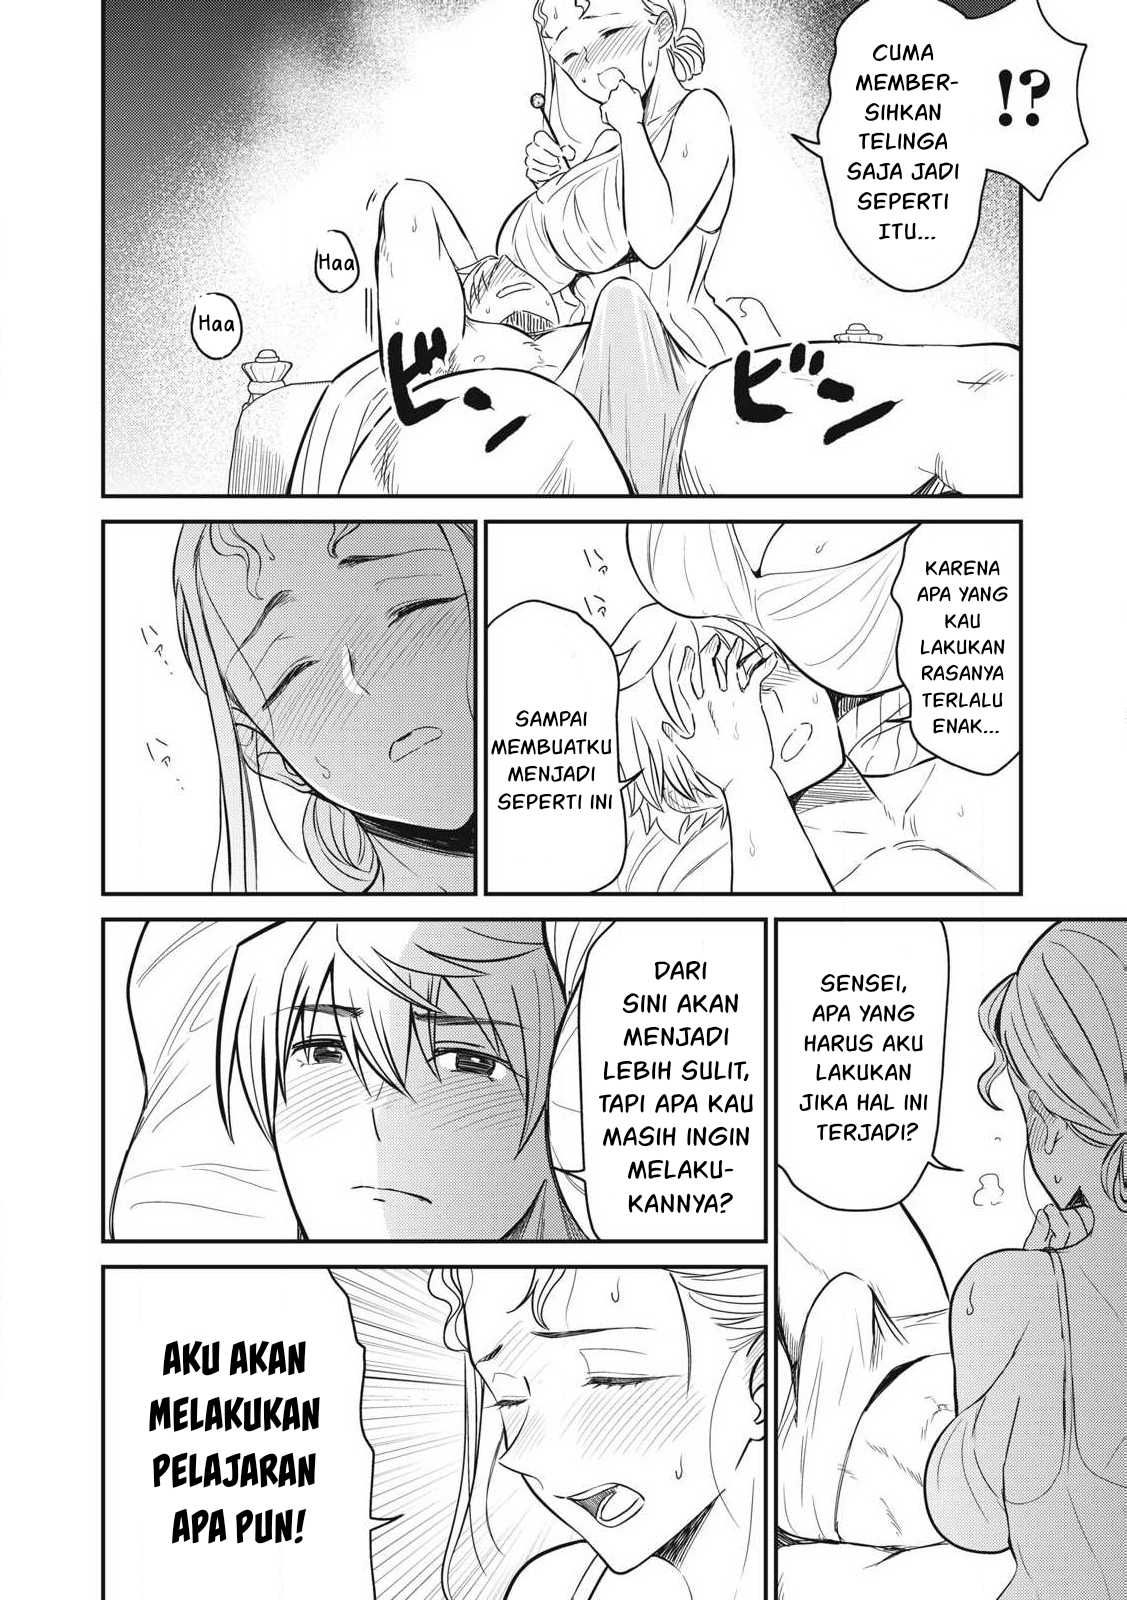 !?
CUMA
MEMBER-
SIHKAN
TELINGA
SAJA JADI
SEPERTI
ITU...
Haa
Haa
ビン
ビン
KARENA
APA YANG
KAU
LAKUKAN
RASANYA
TERLALU
ENAK...
SAMPAI
MEMBUATKU
MENJADI
SEPERTI INI
SENSEI,
APA YANG
HARUS AKU
LAKUKAN
JIKA HAL INI
TERJADI?
DARI
SINI AKAN
MENJADI
LEBIH SULIT,
TAPI APA KAU
MASIH INGIN
MELAKU-
KANNYA?
AKU AKAN
MELAKUKAN
PELAJARAN
APA PUN!